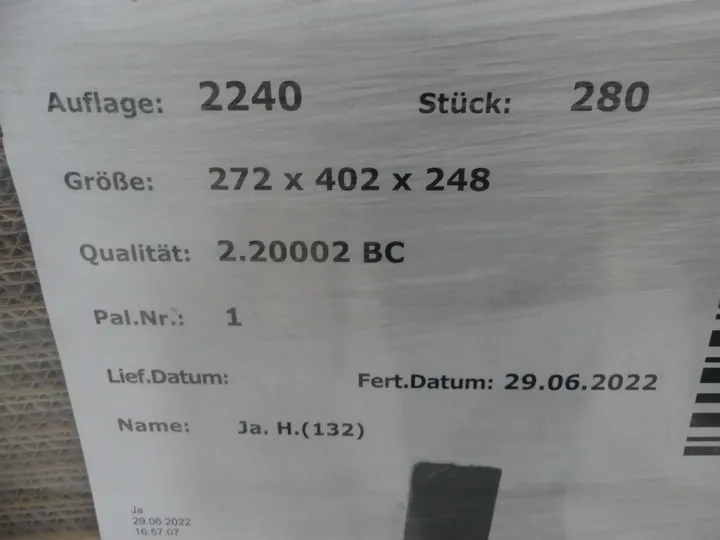 Auflage: 2240 Stück: 280
Größe: 272 x 402 x 248
Qualität: 2.20002 BC
Pal.Nr.: 1
Lief.Datum: Fert.Datum: 29.06.2022
Name: Ja. H.(132)
Ja
29.06.2022
16:57:07